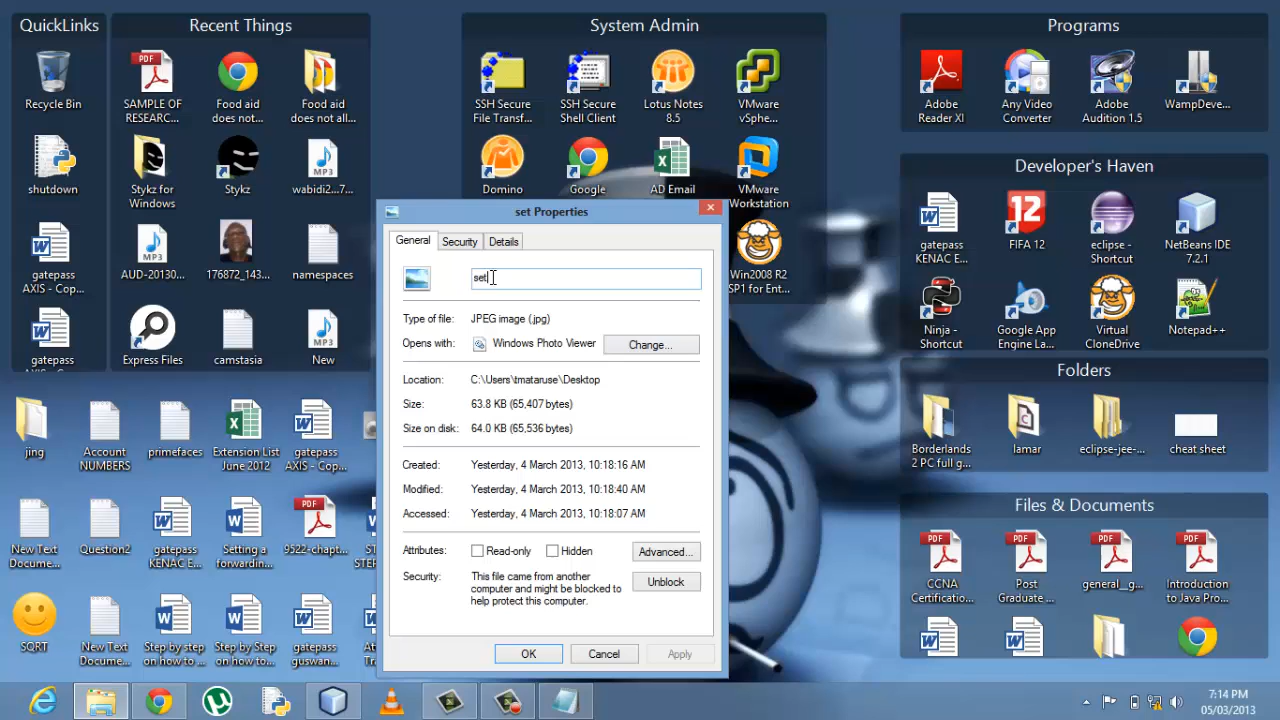 QuickLinks
Recycle Bin
shutdown
gatepass
AXIS - Cop...
gatepass
AXIS - Cop...
Recent Things
SAMPLE OF
RESEARC...
Food aid
does not...
Food aid
does not all...
Stykz for
Windows
Stykz
wabidi2...7...
AUD-20130...
176872_143...
namespaces
Express Files
camstasia
New
System Admin
SSH Secure
File Transf...
SSH Secure
Shell Client
Lotus Notes
8.5
VMware
vSphe...
Domino
Google
AD Email
VMware
Workstation
Win2008 R2
SP1 for Ent...
Programs
Adobe
Reader XI
Any Video
Converter
Adobe
Audition 1.5
WampDeve...
Developer's Haven
gatepass
KENAC E...
FIFA 12
eclipse -
Shortcut
NetBeans IDE
7.2.1
Ninja -
Shortcut
Google App
Engine La...
Virtual
CloneDrive
Notepad++
Folders
Borderlands
2 PC full g...
lamar
eclipse-jee-...
cheat sheet
Files & Documents
CCNA
Certificatio...
Post
Graduate ...
general__g...
Introduction
to Java Pro...
jing
Account
NUMBERS
primefaces
Extension List
June 2012
gatepass
AXIS - Cop...
New Text
Docume...
Question2
gatepass
KENAC E...
Setting a
forwardin...
9522-chapt...
SQRT
New Text
Docume...
Step by step
on how to ...
Step by Step
on how to...
gatepass
guswan...
set Properties
General
Security
Details
set
Type of file:
JPEG image (.jpg)
Opens with:
Windows Photo Viewer
Change...
Location:
C:\Users\tmataruse\Desktop
Size:
63.8 KB (65,407 bytes)
Size on disk:
64.0 KB (65,536 bytes)
Created:
Yesterday, 4 March 2013, 10:18:16 AM
Modified:
Yesterday, 4 March 2013, 10:18:40 AM
Accessed:
Yesterday, 4 March 2013, 10:18:07 AM
Attributes:
Read-only
Hidden
Advanced...
Security:
This file came from another
computer and might be blocked to
help protect this computer.
Unblock
OK
Cancel
Apply
7:14 PM
05/03/2013